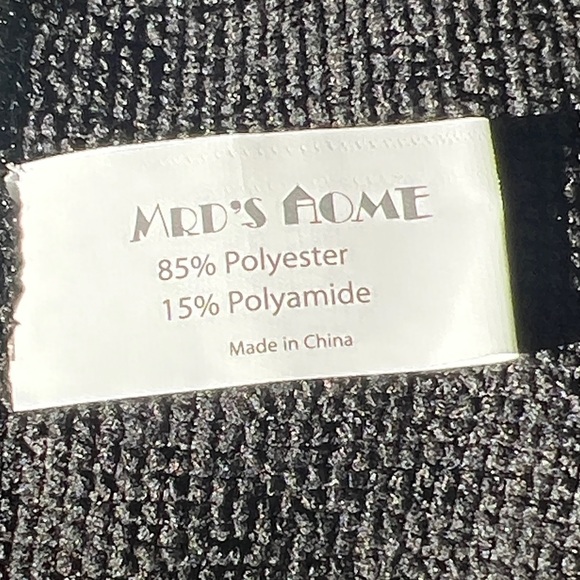 MRD'S HOME
85% Polyester
15% Polyamide
Made in China